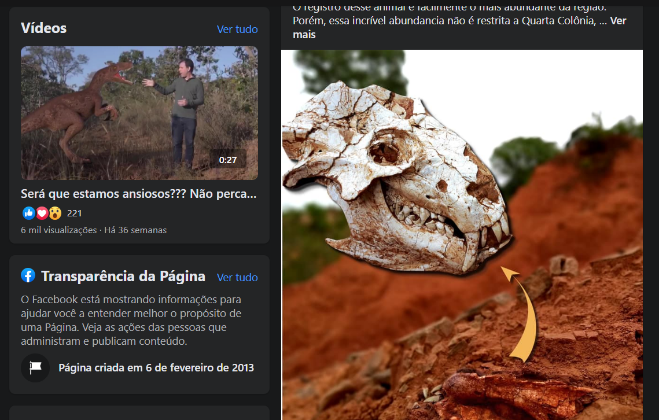 Vídeos
Ver tudo
0:27
Será que estamos ansiosos??? Não perca...
221
6 mil visualizações · Há 36 semanas
Transparência da Página
Ver tudo
O Facebook está mostrando informações para
ajudar você a entender melhor o propósito de
uma Página. Veja as ações das pessoas que
administram e publicam conteúdo.
Página criada em 6 de fevereiro de 2013
O registro desse animal é facilmente o mais abundante da região.
Porém, essa incrível abundancia não é restrita a Quarta Colônia, ... Ver
mais